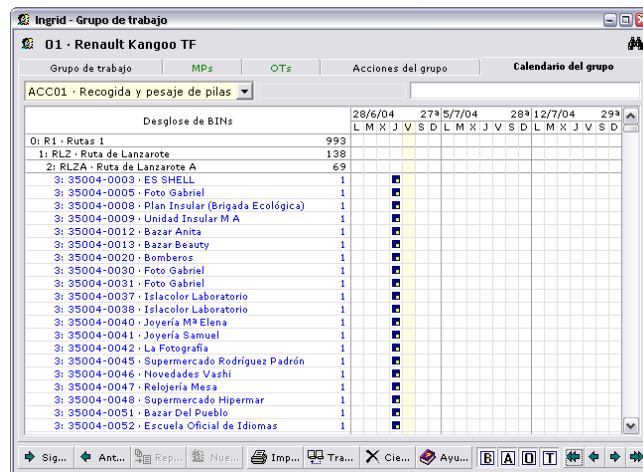 Ingrid - Grupo de trabajo
01 · Renault Kangoo TF
Grupo de trabajo MPs OTs Acciones del grupo Calendario del grupo
ACC01 · Recogida y pesaje de pilas
Desglose de BINs 28/6/04 27ª 5/7/04 28ª 12/7/04 29ª
L M X J V S D L M X J V S D L M X J V S D
0: R1 · Rutas 1 993
1: RLZ · Ruta de Lanzarote 138
2: RLZA · Ruta de Lanzarote A 69
3: 35004-0003 · ES SHELL 1
3: 35004-0005 · Foto Gabriel 1
3: 35004-0008 · Plan Insular (Brigada Ecológica) 1
3: 35004-0009 · Unidad Insular M A 1
3: 35004-0012 · Bazar Anita 1
3: 35004-0013 · Bazar Beauty 1
3: 35004-0020 · Bomberos 1
3: 35004-0030 · Foto Gabriel 1
3: 35004-0031 · Foto Gabriel 1
3: 35004-0037 · Islacolor Laboratorio 1
3: 35004-0038 · Islacolor Laboratorio 1
3: 35004-0040 · Joyería Mª Elena 1
3: 35004-0041 · Joyería Samuel 1
3: 35004-0042 · La Fotografía 1
3: 35004-0045 · Supermercado Rodríguez Padrón 1
3: 35004-0046 · Novedades Vashi 1
3: 35004-0047 · Relojería Mesa 1
3: 35004-0048 · Supermercado Hipermar 1
3: 35004-0051 · Bazar Del Pueblo 1
3: 35004-0052 · Escuela Oficial de Idiomas 1
Sig... Ant... Rep... Nue... Imp... Tra... Cie... Ayu... B A O T